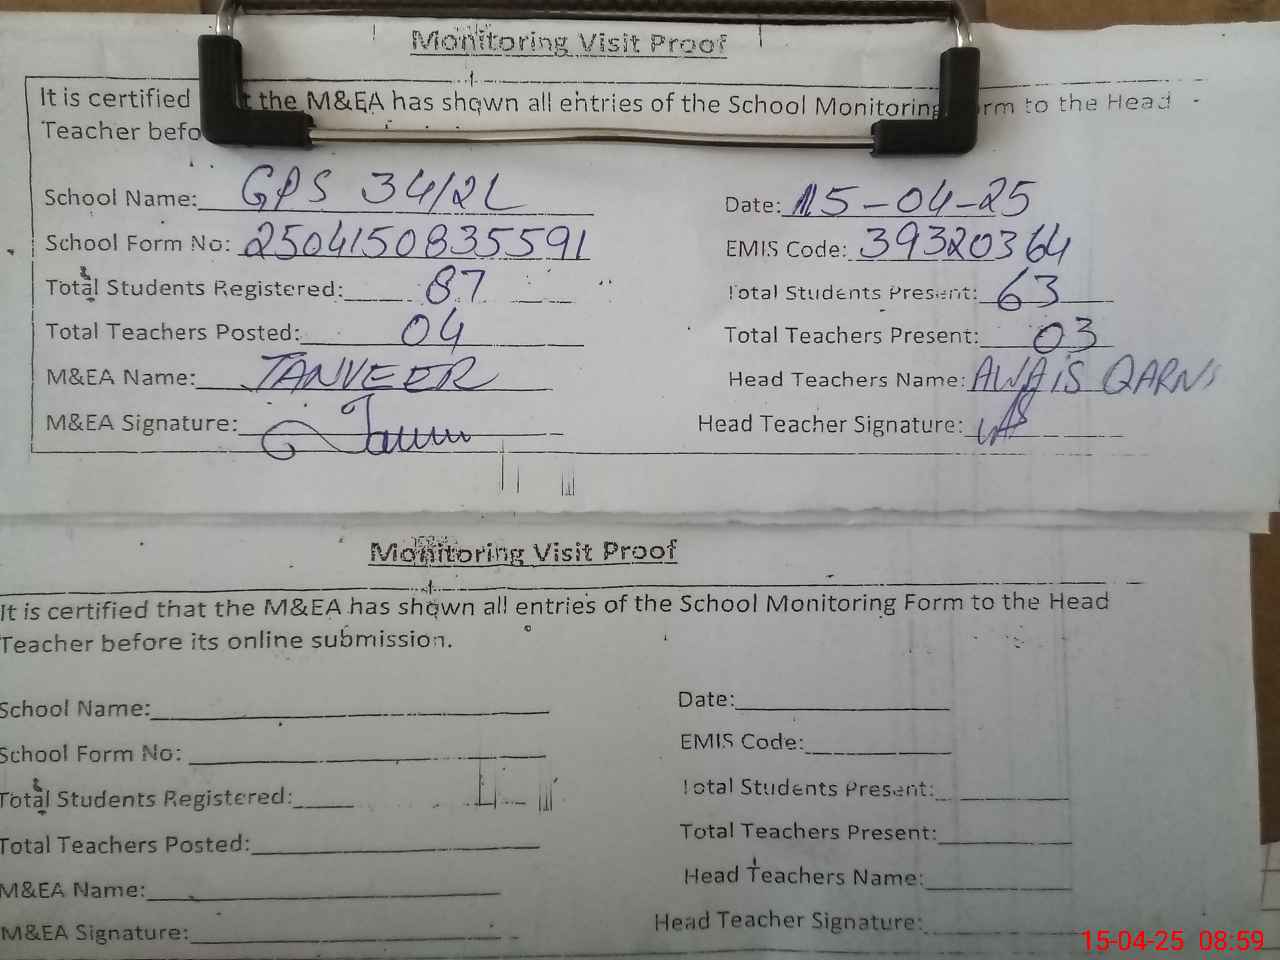 Monitoring Visit Proof
It is certified the M&EA has shown all entries of the School Monitoring to the Head
Teacher
School Name: GPS 34/2L Date: 15-04-25
School Form No: 2504150835591 EMIS Code: 39320364
Total Students Registered: 87 Total Students Present: 63
Total Teachers Posted: 04 Total Teachers Present: 03
M&EA Name: TANVEER Head Teachers Name: AWAIS QARNI
M&EA Signature: Head Teacher Signature:
Monitoring Visit Proof
It is certified that the M&EA has shown all entries of the School Monitoring Form to the Head
Teacher before its online submission.
School Name: Date:
School Form No: EMIS Code:
Total Students Registered: Total Students Present:
Total Teachers Posted: Total Teachers Present:
M&EA Name: Head Teachers Name:
M&EA Signature: Head Teacher Signature:
15-04-25 08:59